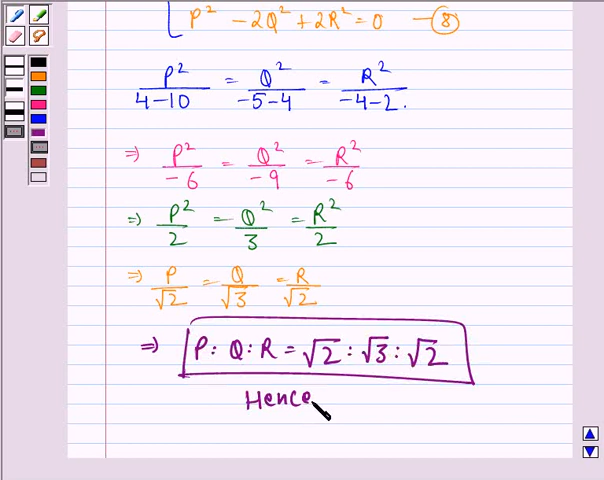 P² - 2Q² + 2R² = 0 — ⑧
P²/4-10 = Q²/-5-4 = R²/-4-2.
⇒ P²/-6 = Q²/-9 = R²/-6
⇒ P²/2 = Q²/3 = R²/2
⇒ P/√2 = Q/√3 = R/√2
⇒ P: Q: R = √2 : √3 : √2
Hence